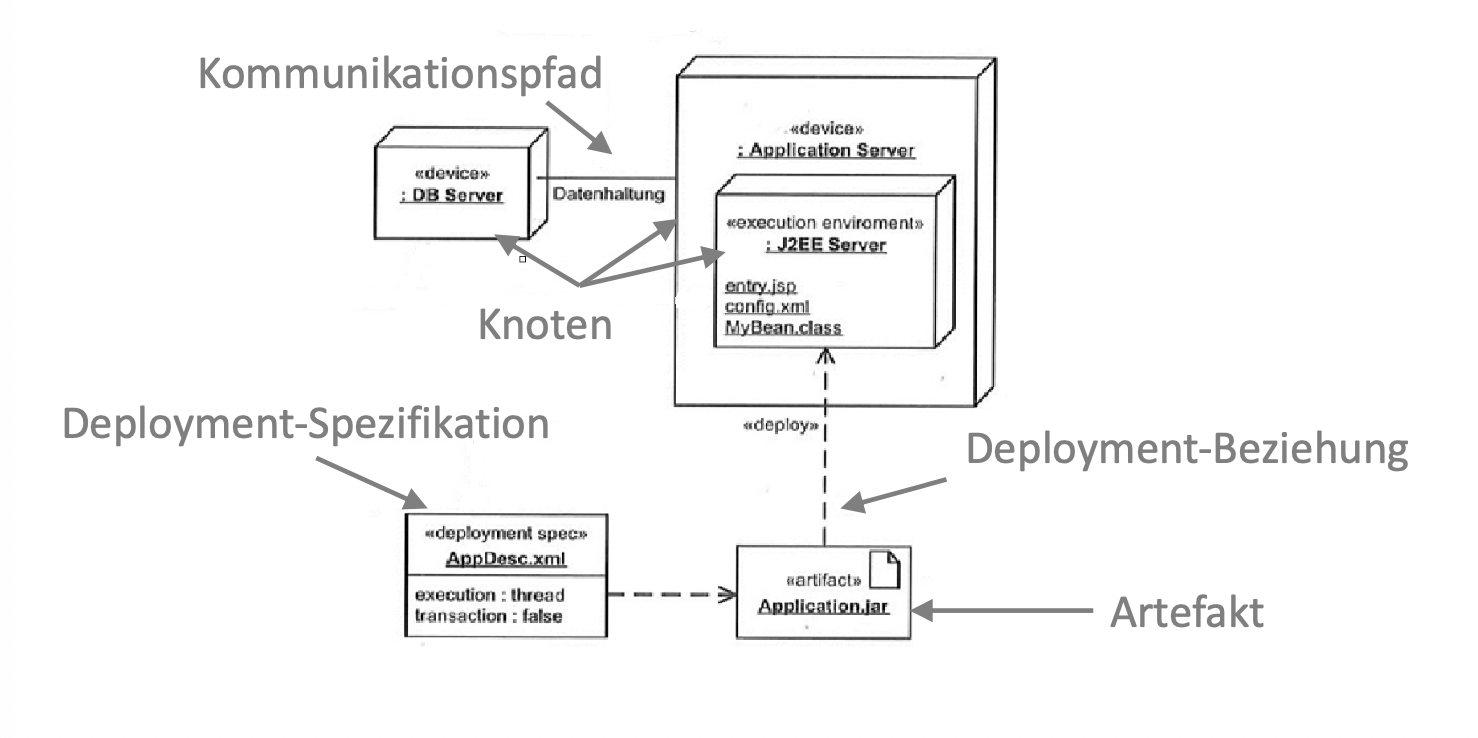 Kommunikationspfad
«device»
: DB Server
Datenhaltung
«device»
: Application Server
«execution enviroment»
: J2EE Server
entry.jsp
config.xml
MyBean.class
Knoten
«deploy»
Deployment-Spezifikation
Deployment-Beziehung
«deployment spec»
AppDesc.xml
execution : thread
transaction : false
«artifact»
Application.jar
Artefakt